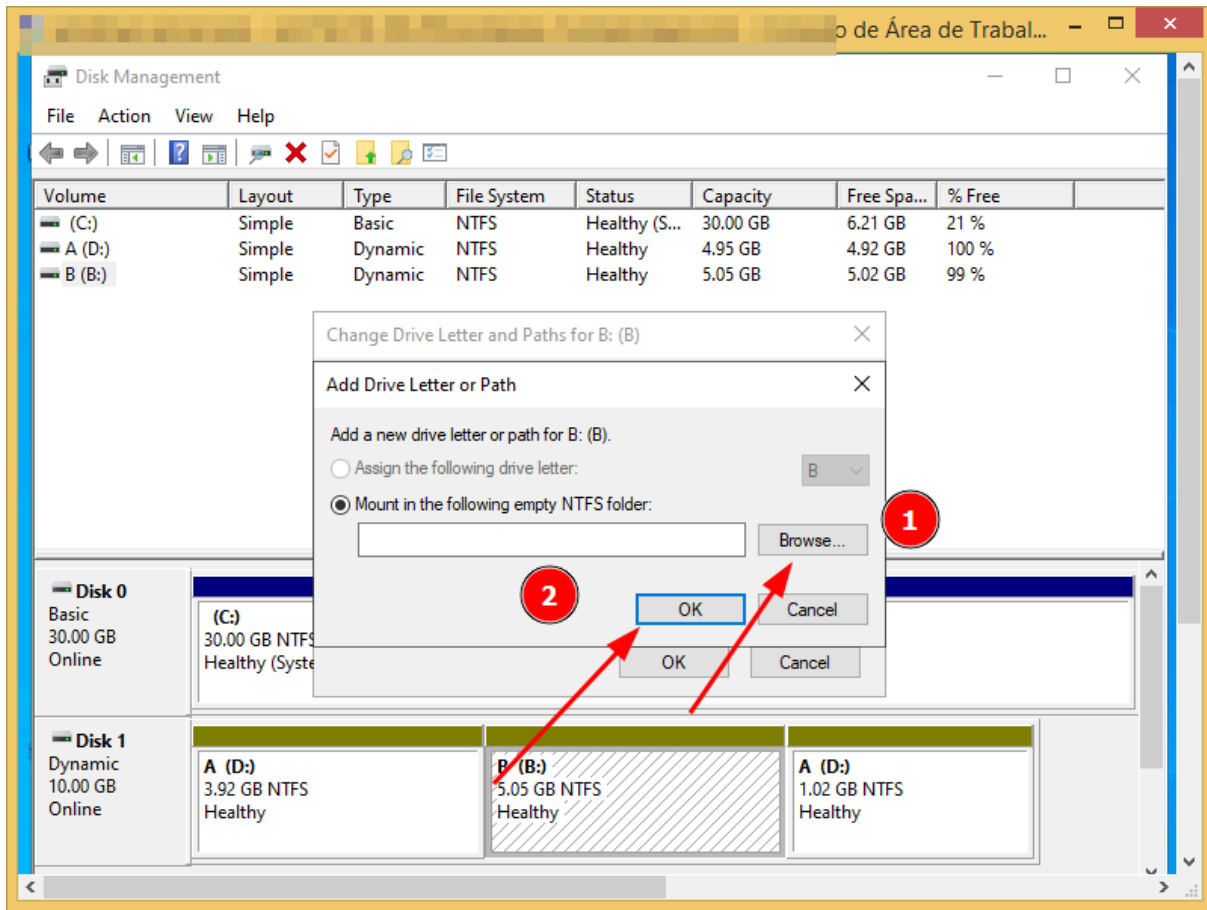 o de Área de Trabal...
Disk Management
File Action View Help
Volume Layout Type File System Status Capacity Free Spa... % Free
(C:) Simple Basic NTFS Healthy (S... 30.00 GB 6.21 GB 21 %
A (D:) Simple Dynamic NTFS Healthy 4.95 GB 4.92 GB 100 %
B (B:) Simple Dynamic NTFS Healthy 5.05 GB 5.02 GB 99 %
Change Drive Letter and Paths for B: (B)
Add Drive Letter or Path
Add a new drive letter or path for B: (B).
Assign the following drive letter: B
Mount in the following empty NTFS folder:
Browse...
1
2
OK Cancel
OK Cancel
Disk 0
Basic
30.00 GB
Online
(C:)
30.00 GB NTFS
Healthy (Syste
Disk 1
Dynamic
10.00 GB
Online
A (D:)
3.92 GB NTFS
Healthy
B (B:)
5.05 GB NTFS
Healthy
A (D:)
1.02 GB NTFS
Healthy